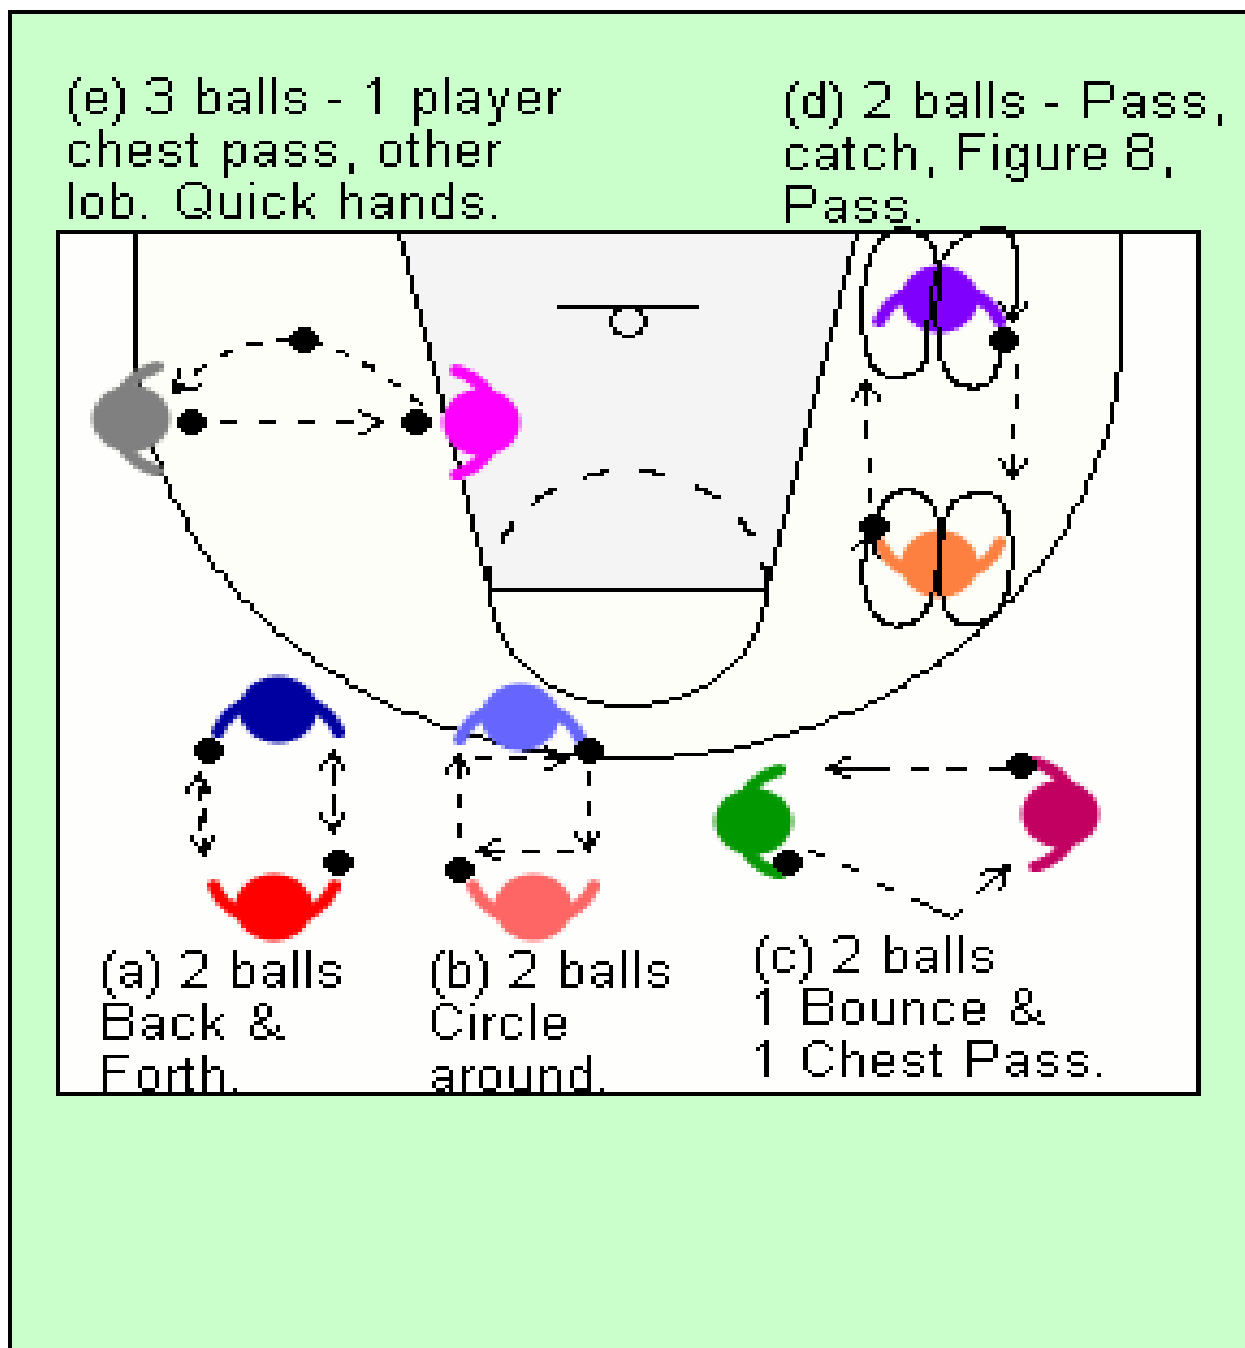 (e) 3 balls - 1 player
chest pass, other
lob. Quick hands.
(d) 2 balls - Pass,
catch, Figure 8,
Pass.
(a) 2 balls
Back &
Forth.
(b) 2 balls
Circle
around.
(c) 2 balls
1 Bounce &
1 Chest Pass.